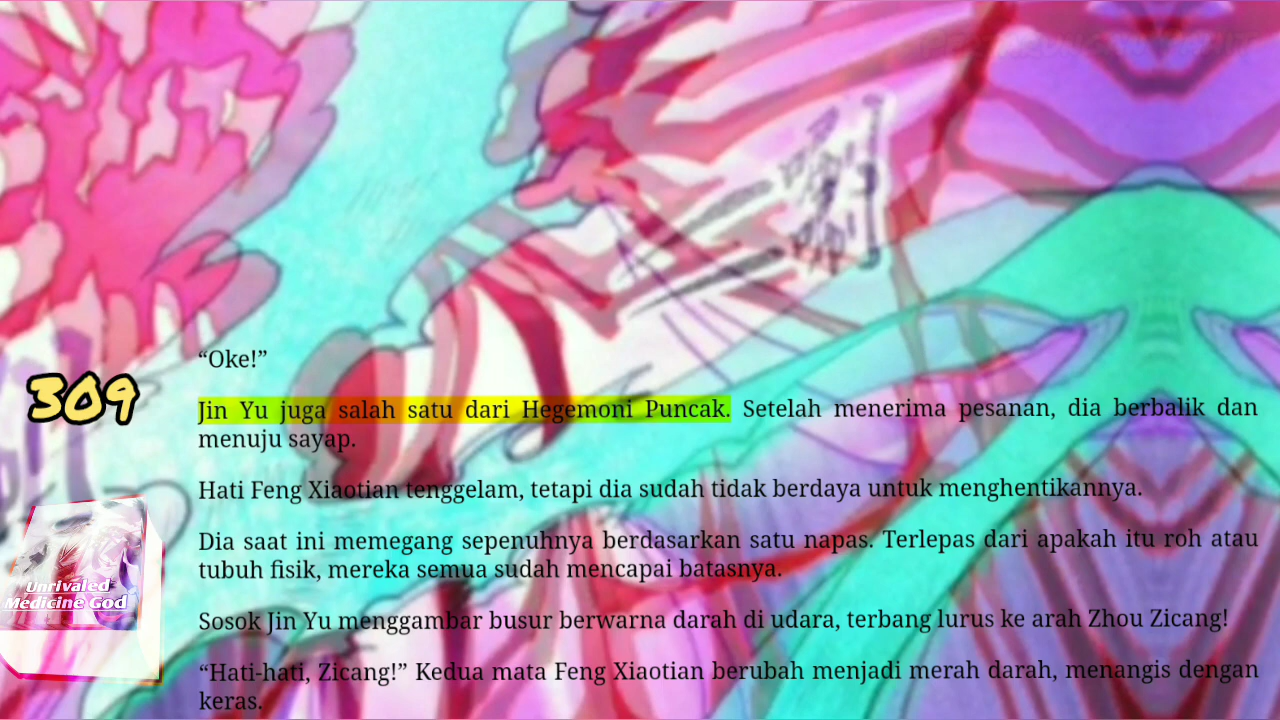 “Oke!”
309
Jin Yu juga salah satu dari Hegemoni Puncak. Setelah menerima pesanan, dia berbalik dan
menuju sayap.
Hati Feng Xiaotian tenggelam, tetapi dia sudah tidak berdaya untuk menghentikannya.
Dia saat ini memegang sepenuhnya berdasarkan satu napas. Terlepas dari apakah itu roh atau
tubuh fisik, mereka semua sudah mencapai batasnya.
Unrivaled
Medicine God
Sosok Jin Yu menggambar busur berwarna darah di udara, terbang lurus ke arah Zhou Zicang!
“Hati-hati, Zicang!” Kedua mata Feng Xiaotian berubah menjadi merah darah, menangis dengan
keras.